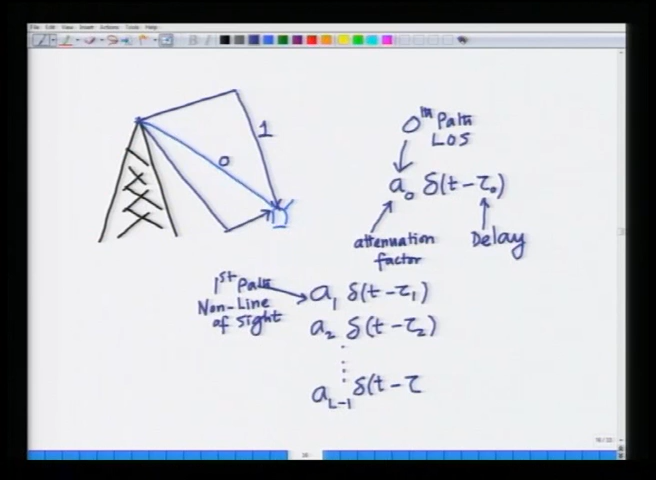 0
1
0th Path
LOS
a₀ δ(t-τ₀)
attenuation
factor
Delay
1st Path
Non-Line
of sight
a₁ δ(t-τ₁)
a₂ δ(t-τ₂)
a_{L-1} δ(t-τ